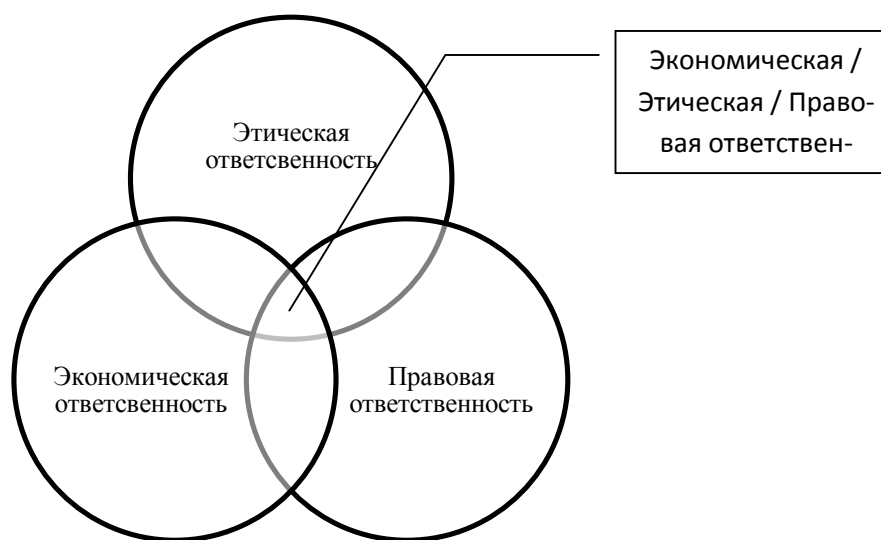 Экономическая /
Этическая / Право-
вая ответствен-
Этическая
ответсвенность
Экономическая
ответсвенность
Правовая
ответственность